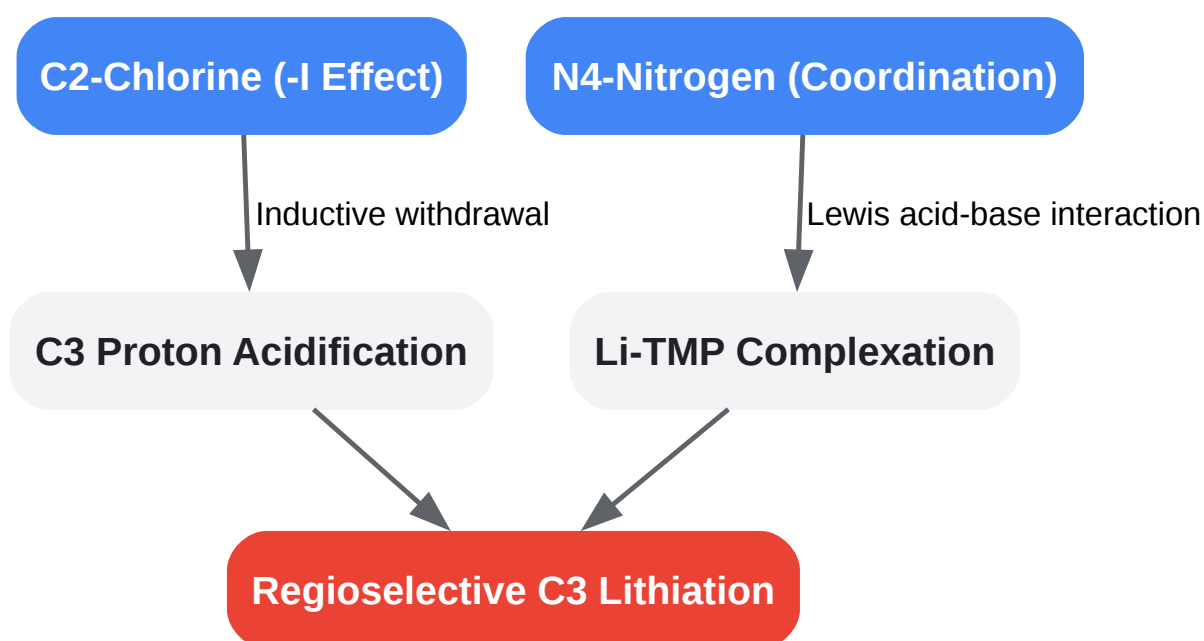 C2-Chlorine (-I Effect)
N4-Nitrogen (Coordination)
Inductive withdrawal
Lewis acid-base interaction
C3 Proton Acidification
Li-TMP Complexation
Regioselective C3 Lithiation